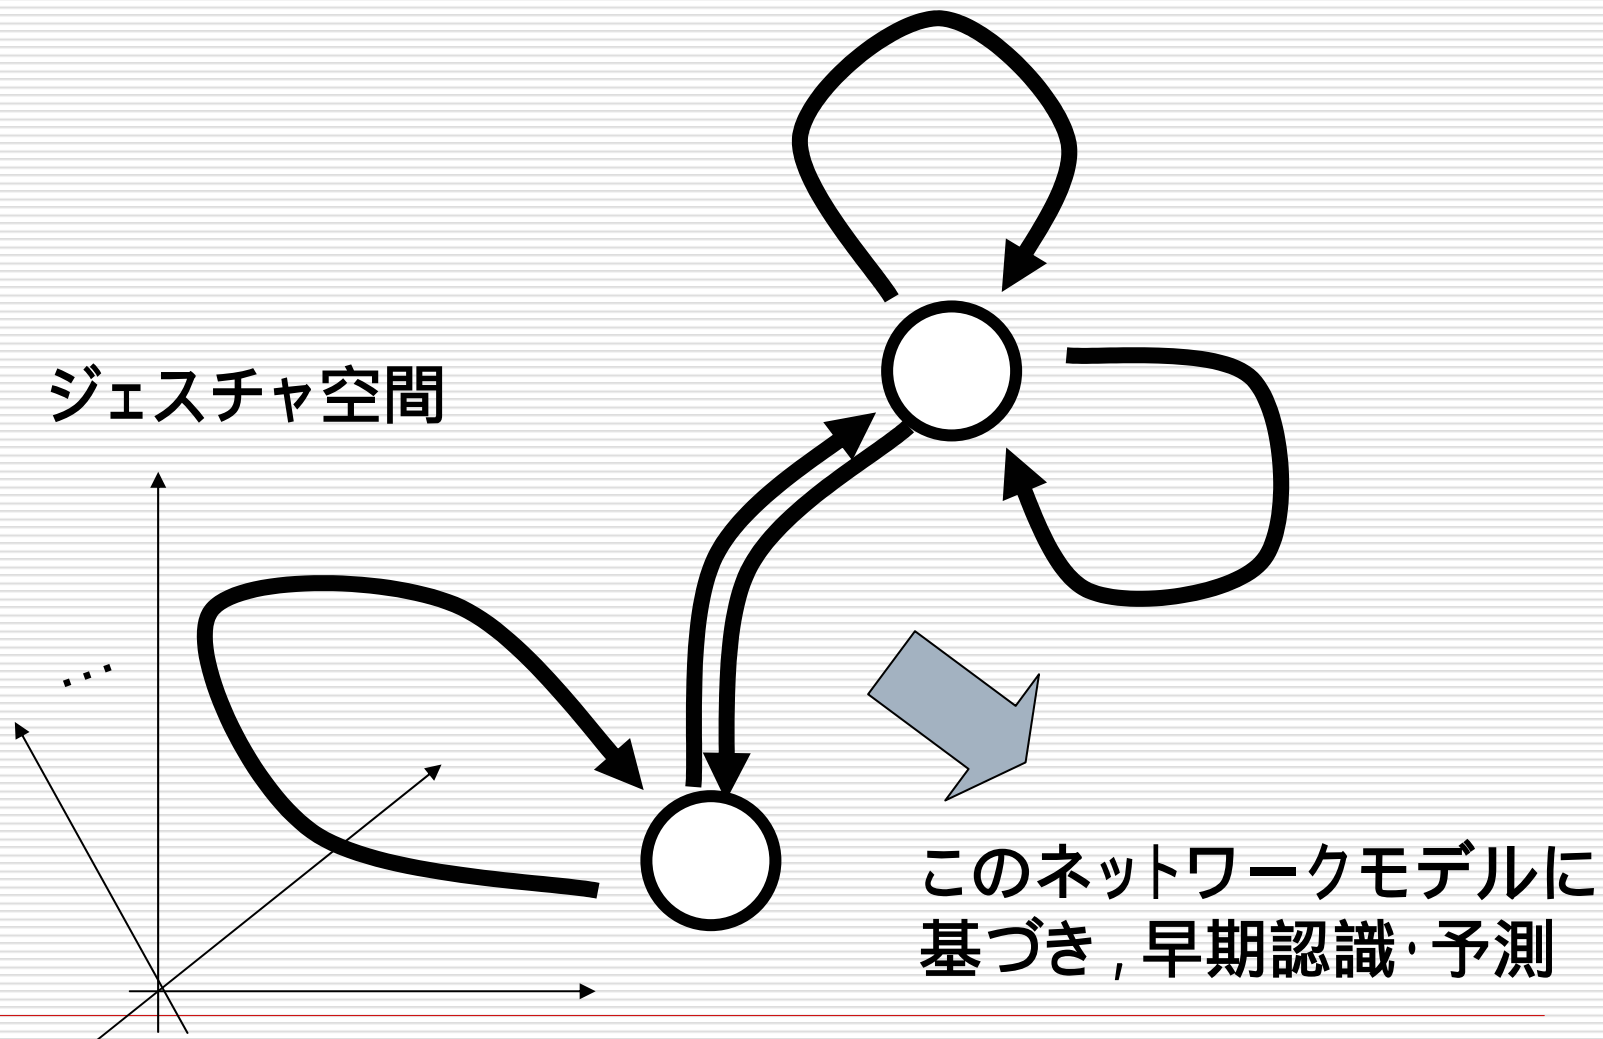 ジェスチャ空間
…
このネットワークモデルに
基づき,早期認識・予測